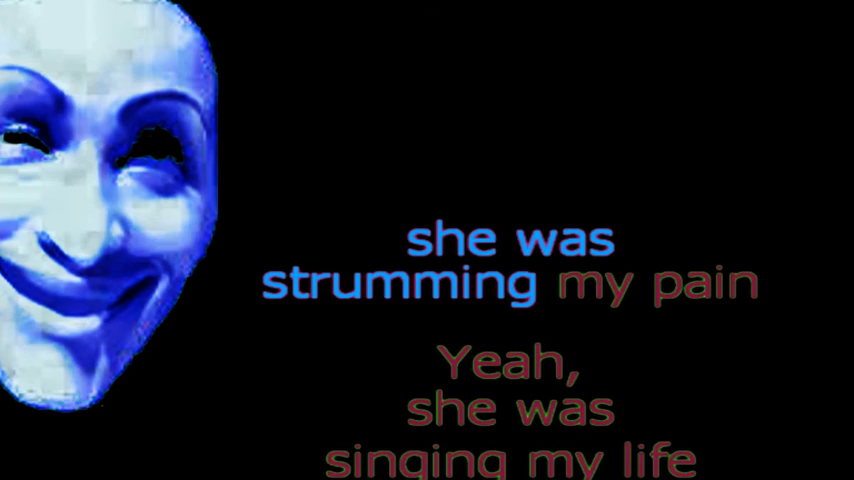 she was
strumming my pain
Yeah,
she was
singing my life